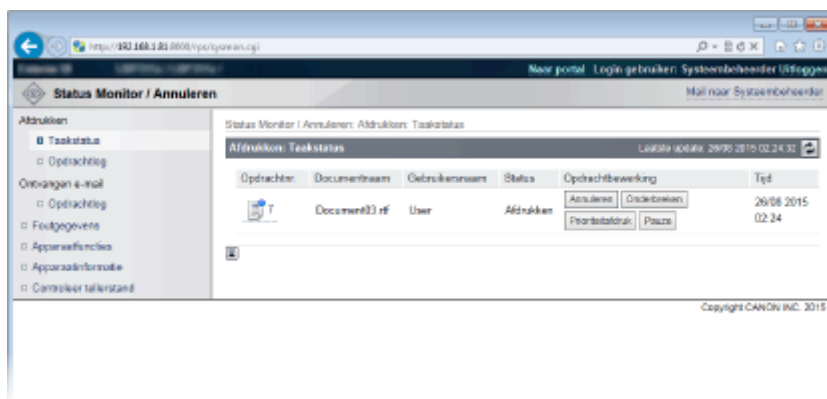 http://192.168.1.81:8000/rps/jsysmain.cgi
Naar portal Login gebruiker: Systeembeheerder Uitloggen
Status Monitor / Annuleren
Mail naar Systeembeheerder
Afdrukken
Taakstatus
Opdrachtlog
Ontvangen e-mail
Opdrachtlog
Foutgegevens
Apparaatfuncties
Apparaatinformatie
Controleer tellerstand
Status Monitor / Annuleren: Afdrukken: Taakstatus
Afdrukken: Taakstatus
Laatste update: 26/08 2015 02:24:32
Opdrachtnr. Documentnaam Gebruikersnaam Status Opdrachtbewerking Tijd
7 Document03.rtf User Afdrukken Annuleren Onderbreken 26/08 2015
Prioriteitafdruk Pauze 02:24
Copyright CANON INC. 2015